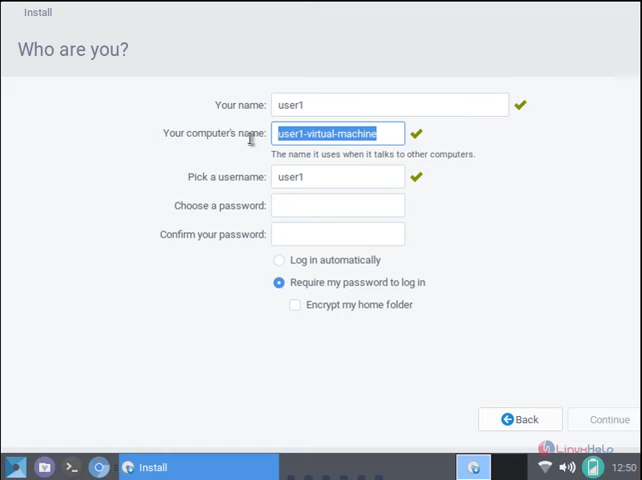 Install
Who are you?
Your name: user1
Your computer's name: user1-virtual-machine
The name it uses when it talks to other computers.
Pick a username: user1
Choose a password:
Confirm your password:
Log in automatically
Require my password to log in
Encrypt my home folder
Back Continue
LinuxHelp
Install 12:50